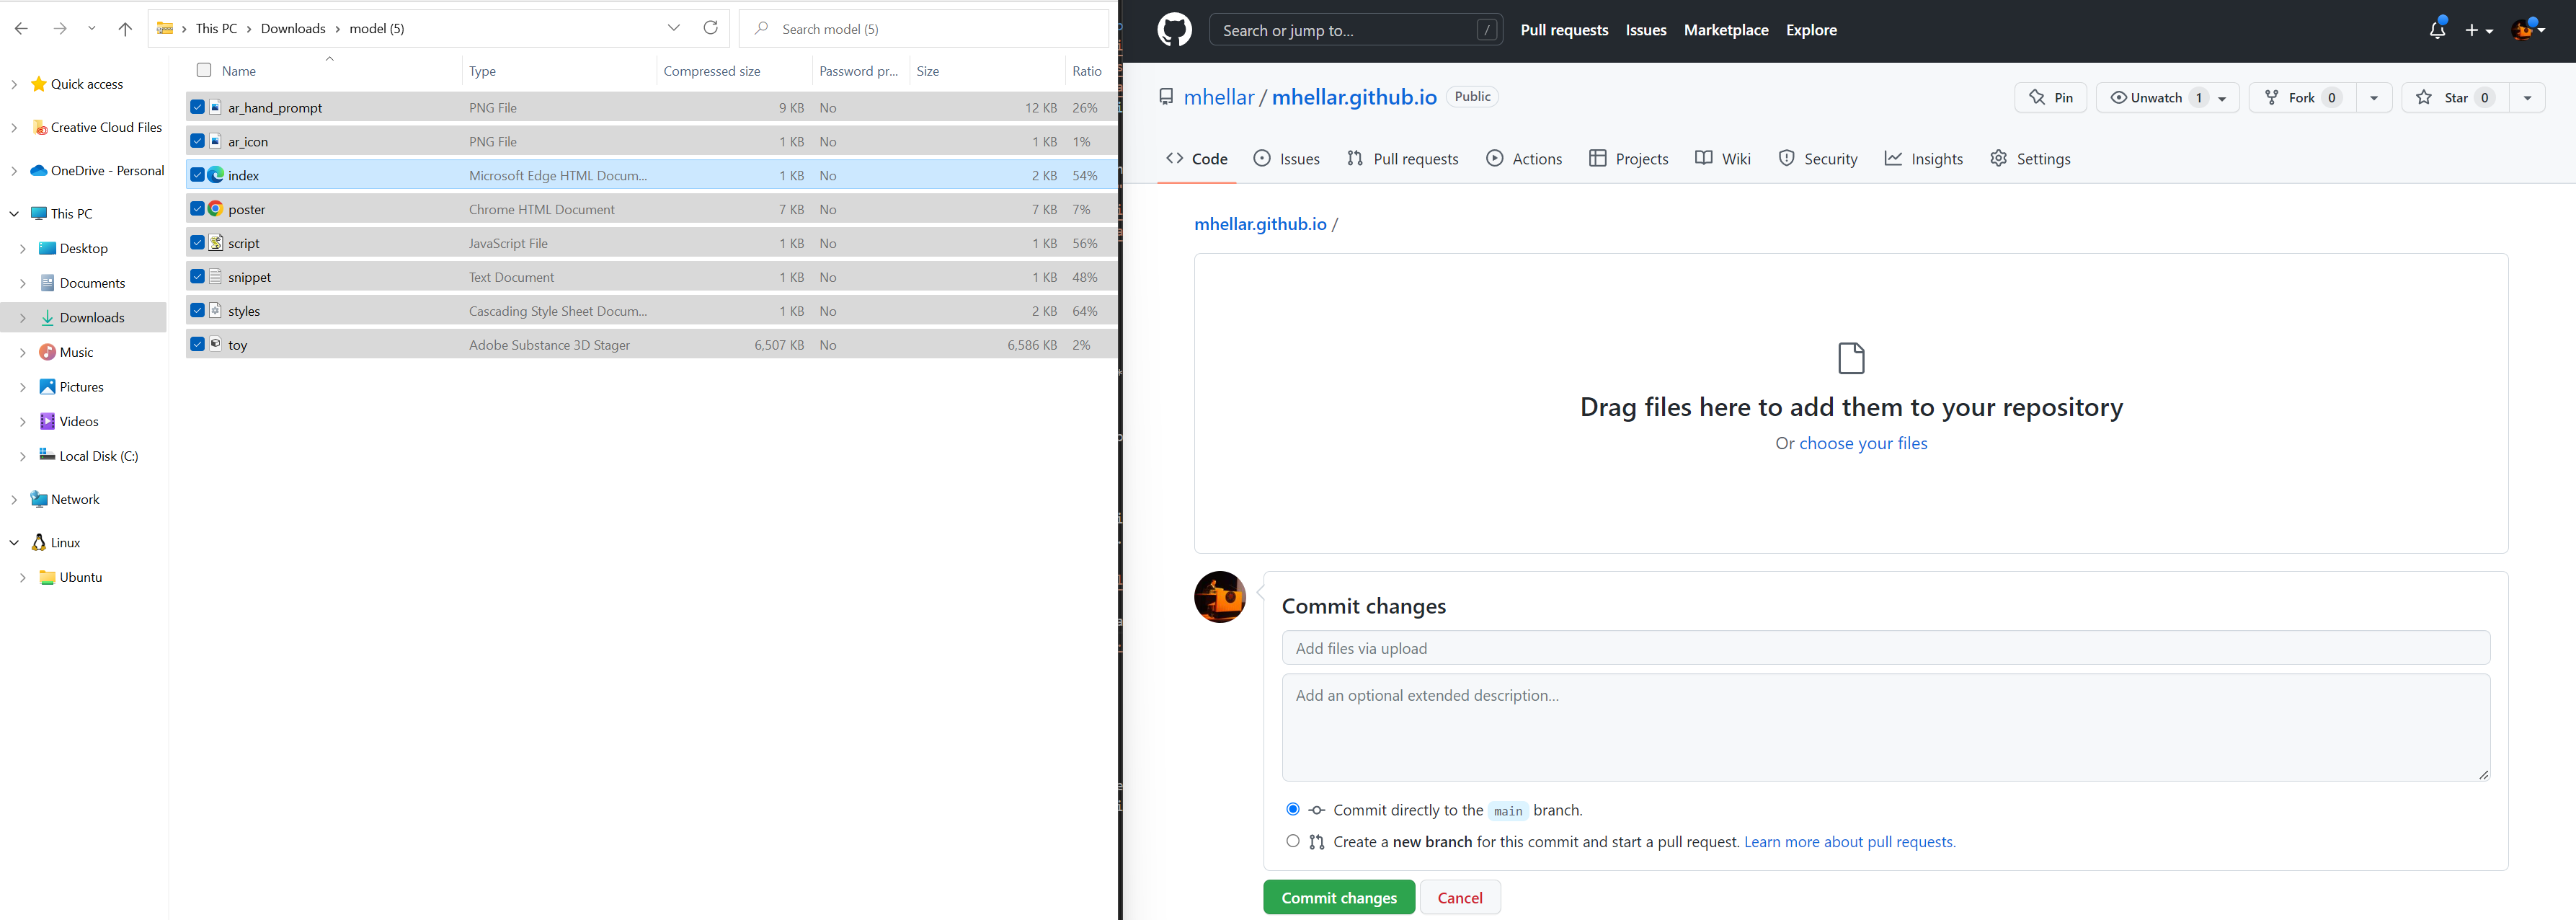 This PC > Downloads > model (5)
Search model (5)
Name Type Compressed size Password pr... Size Ratio
Quick access
Creative Cloud Files
OneDrive - Personal
This PC
Desktop
Documents
Downloads
Music
Pictures
Videos
Local Disk (C:)
Network
Linux
Ubuntu
ar_hand_prompt PNG File 9 KB No 12 KB 26%
ar_icon PNG File 1 KB No 1 KB 1%
index Microsoft Edge HTML Docum... 1 KB No 2 KB 54%
poster Chrome HTML Document 7 KB No 7 KB 7%
script JavaScript File 1 KB No 1 KB 56%
snippet Text Document 1 KB No 1 KB 48%
styles Cascading Style Sheet Docum... 1 KB No 2 KB 64%
toy Adobe Substance 3D Stager 6,507 KB No 6,586 KB 2%
Search or jump to... / Pull requests Issues Marketplace Explore
mhellar / mhellar.github.io Public Pin Unwatch 1 Fork 0 Star 0
Code Issues Pull requests Actions Projects Wiki Security Insights Settings
mhellar.github.io /
Drag files here to add them to your repository
Or choose your files
Commit changes
Add files via upload
Add an optional extended description...
Commit directly to the main branch.
Create a new branch for this commit and start a pull request. Learn more about pull requests.
Commit changes Cancel